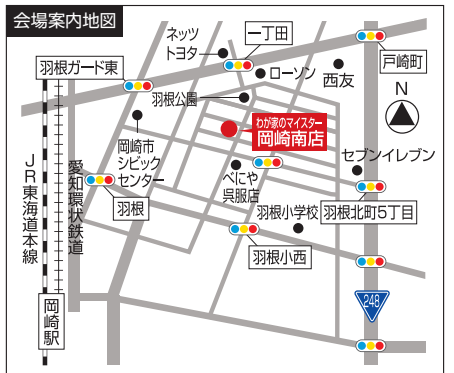 会場案内地図
ネッツ
トヨタ
一丁田
戸崎町
羽根ガード東
ローソン
西友
N
羽根公園
わが家のマイスター
岡崎南店
岡崎市
シビック
センター
べにや
呉服店
セブンイレブン
JR東海道本線
愛知環状鉄道
羽根
羽根小学校
羽根北町5丁目
羽根小西
248
岡崎駅